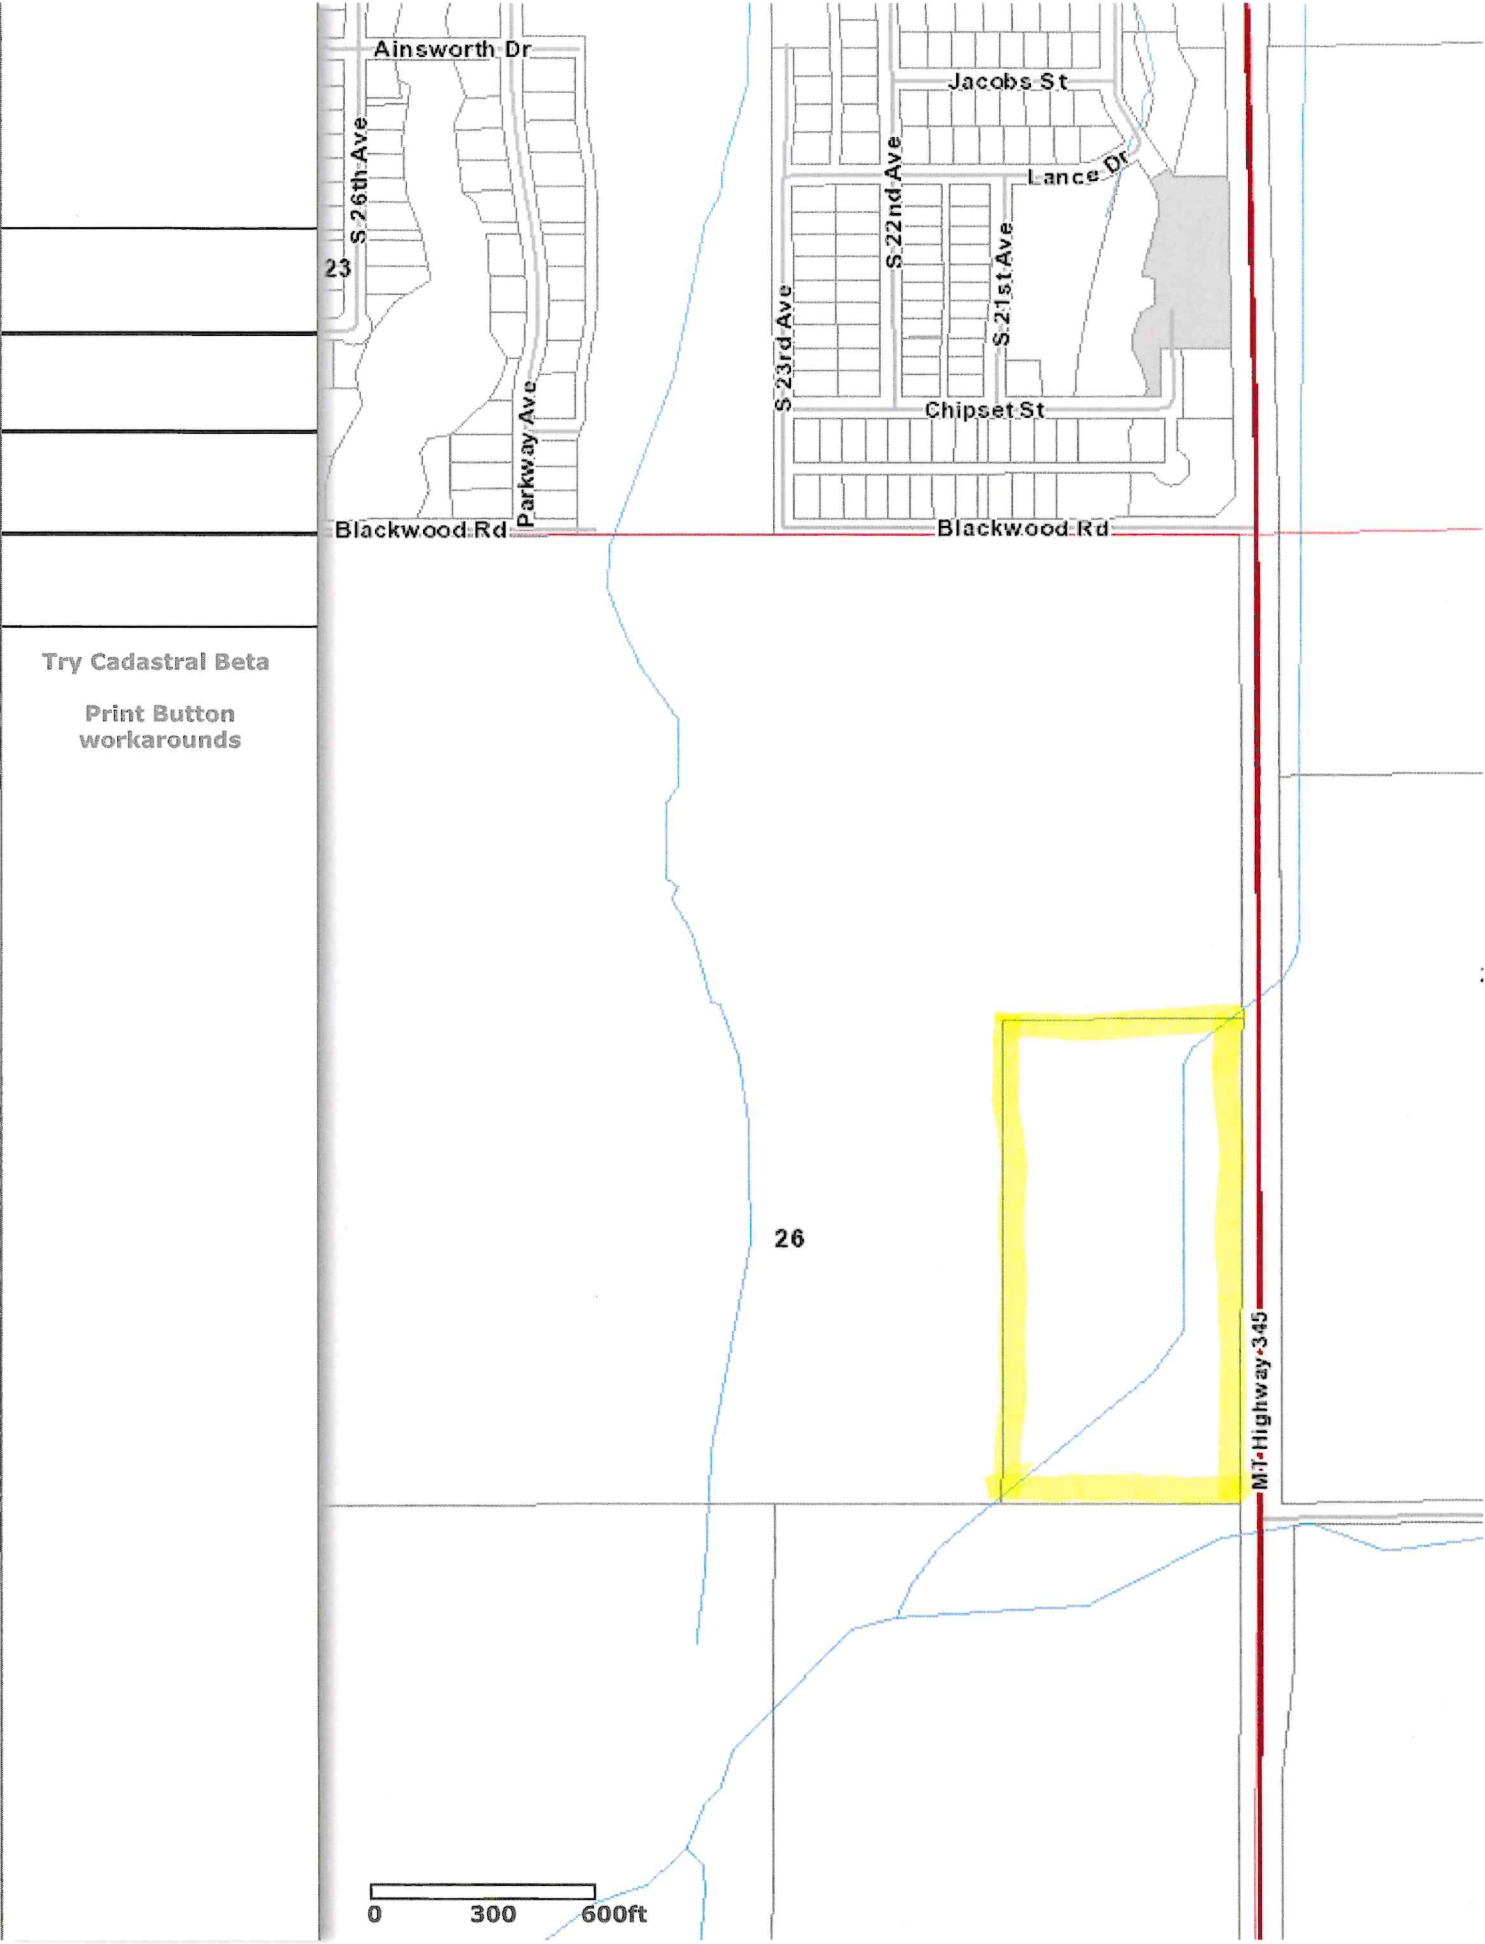 Ainsworth Dr
Jacobs St
S 26th Ave
S 22nd Ave
Lance Dr
23
S 21st Ave
S 23rd Ave
Parkway Ave
Chipset St
Blackwood Rd
Blackwood Rd
Try Cadastral Beta
Print Button
workarounds
26
MT Highway 345
0 300 600ft